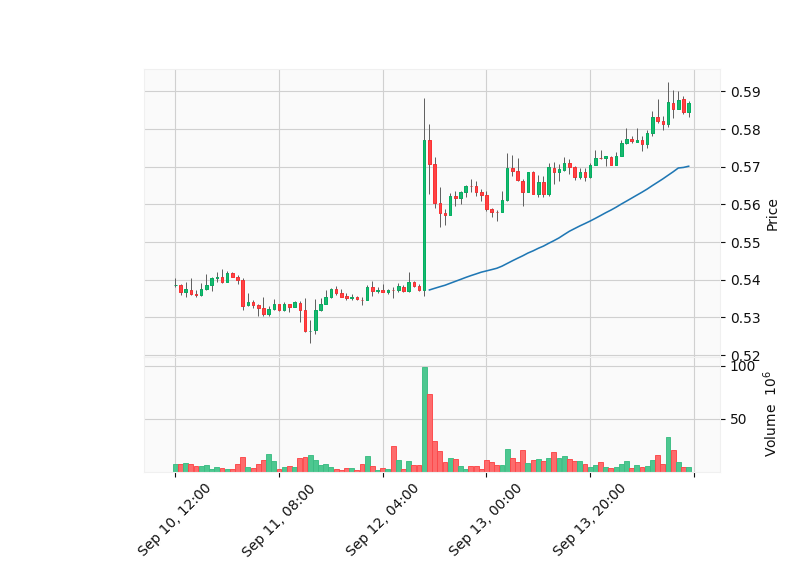 0.59
0.58
0.57
0.56
0.55
0.54
0.53
0.52
Price
100
50
Volume 10^6
Sep 10, 12:00
Sep 11, 08:00
Sep 12, 04:00
Sep 13, 00:00
Sep 13, 20:00